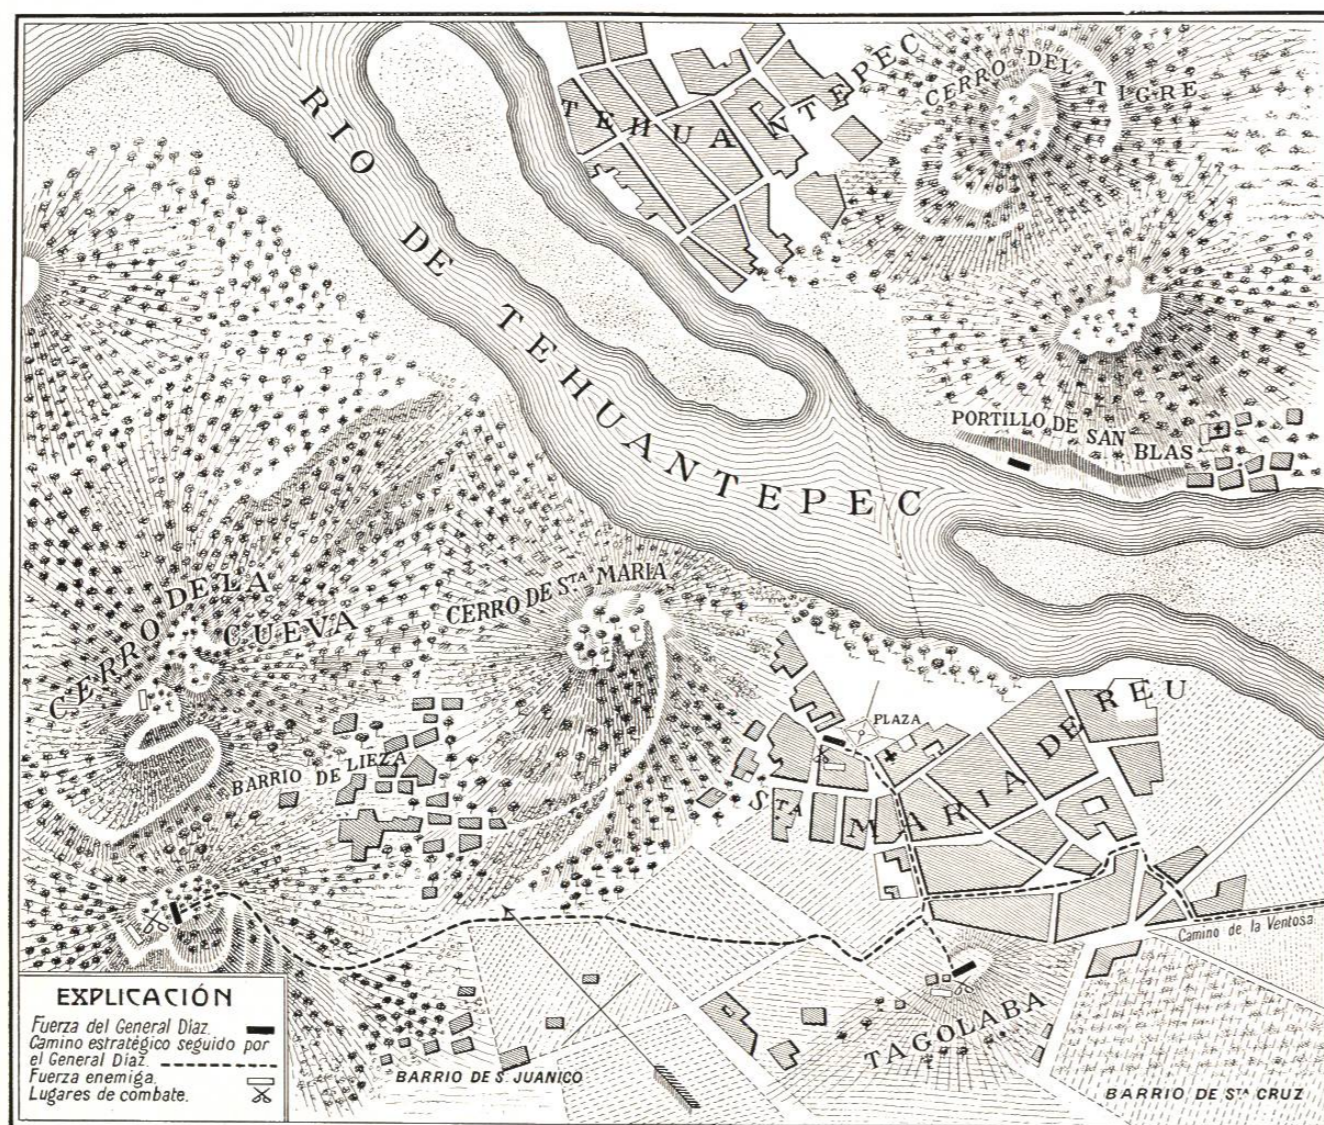 TEHUANTEPEC
CERRO DEL TIGRE
RIO DE TEHUANTEPEC
PORTILLO DE SAN BLAS
CERRO DE LA CUEVA
CERRO DE STA MARIA
PLAZA
BARRIO DE LIEZA
STA MARIA DE REU
Camino de la Ventosa
TAGOLABA
BARRIO DE S. JUANICO
BARRIO DE STA CRUZ
EXPLICACIÓN
Fuerza del General Diaz.
Camino estratégico seguido por
el General Diaz.
Fuerza enemiga.
Lugares de combate.